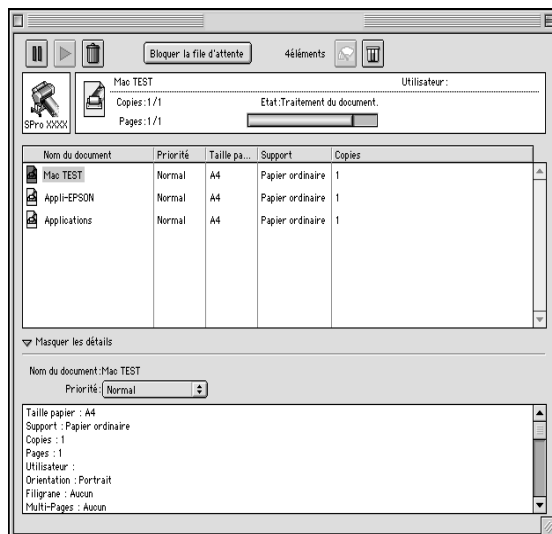 Bloquer la file d'attente
4éléments
SPro XXXX
Mac TEST
Utilisateur :
Copies :1/1
Etat:Traitement du document.
Pages :1/1
Nom du document Priorité Taille pa... Support Copies
Mac TEST Normal A4 Papier ordinaire 1
Appli-EPSON Normal A4 Papier ordinaire 1
Applications Normal A4 Papier ordinaire 1
Masquer les détails
Nom du document:Mac TEST
Priorité: Normal
Taille papier : A4
Support : Papier ordinaire
Copies : 1
Pages : 1
Utilisateur :
Orientation : Portrait
Filigrane : Aucun
Multi-Pages : Aucun